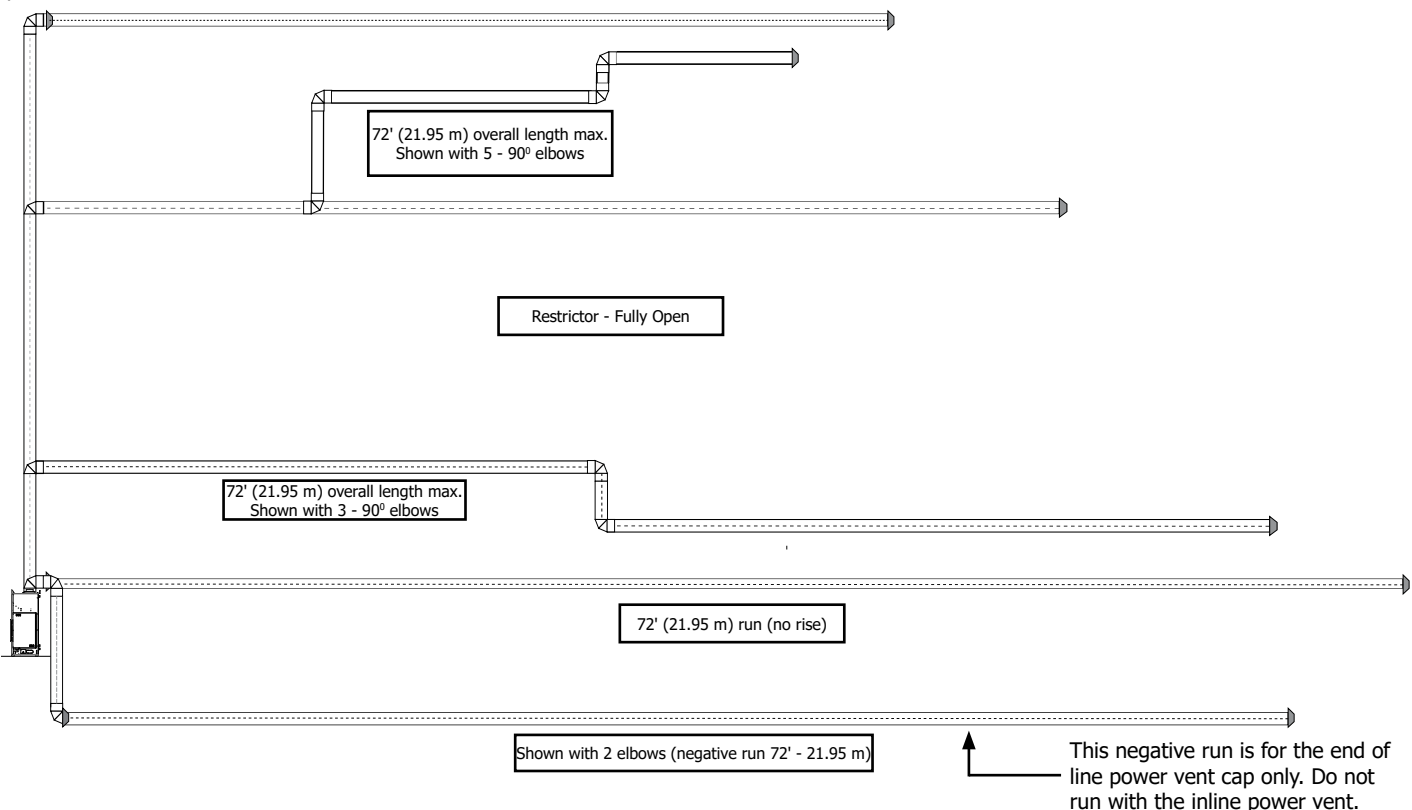 72' (21.95 m) overall length max.
Shown with 5 - 90⁰ elbows
Restrictor - Fully Open
72' (21.95 m) overall length max.
Shown with 3 - 90⁰ elbows
72' (21.95 m) run (no rise)
Shown with 2 elbows (negative run 72' - 21.95 m)
This negative run is for the end of
line power vent cap only. Do not
run with the inline power vent.